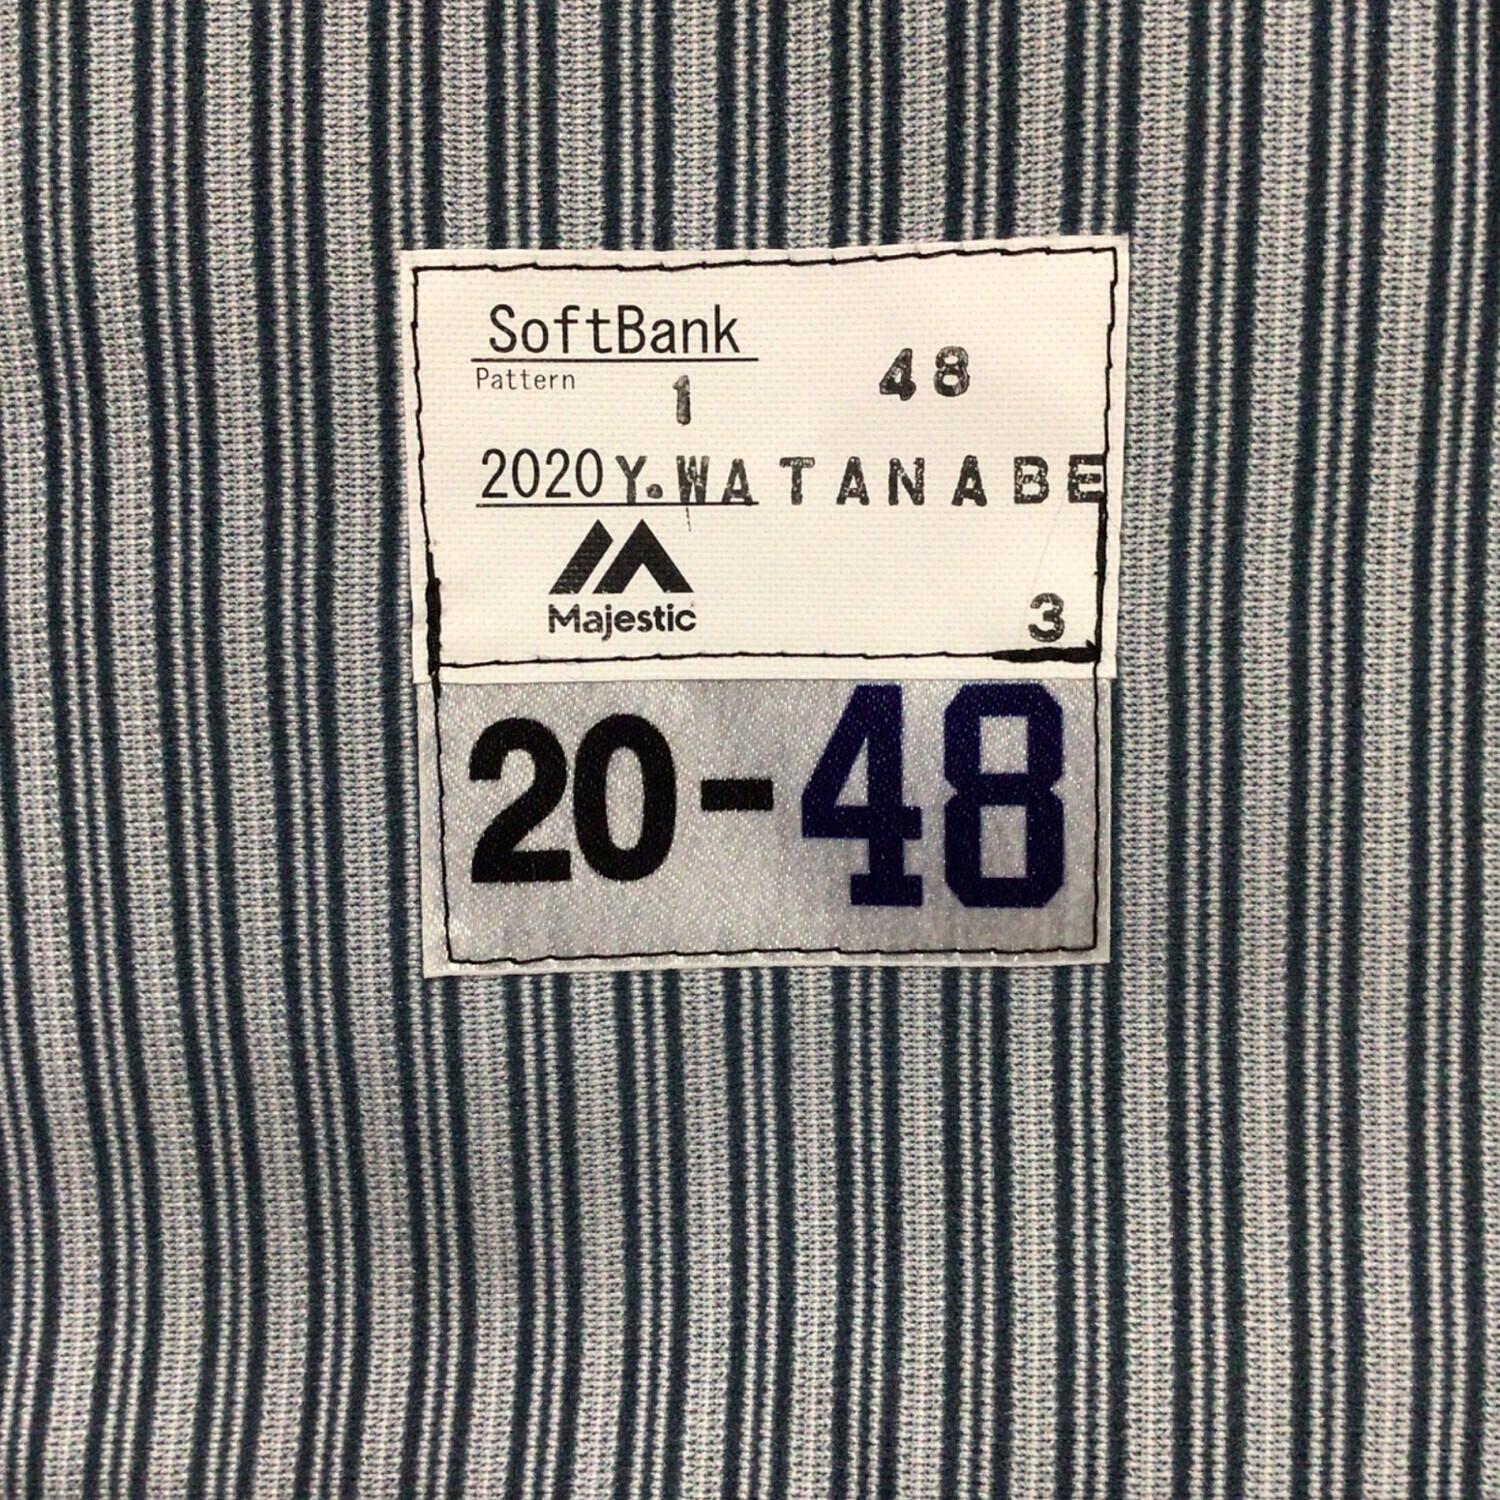 SoftBank
Pattern 1 48
2020 Y.WATANABE
Majestic
3
20-48